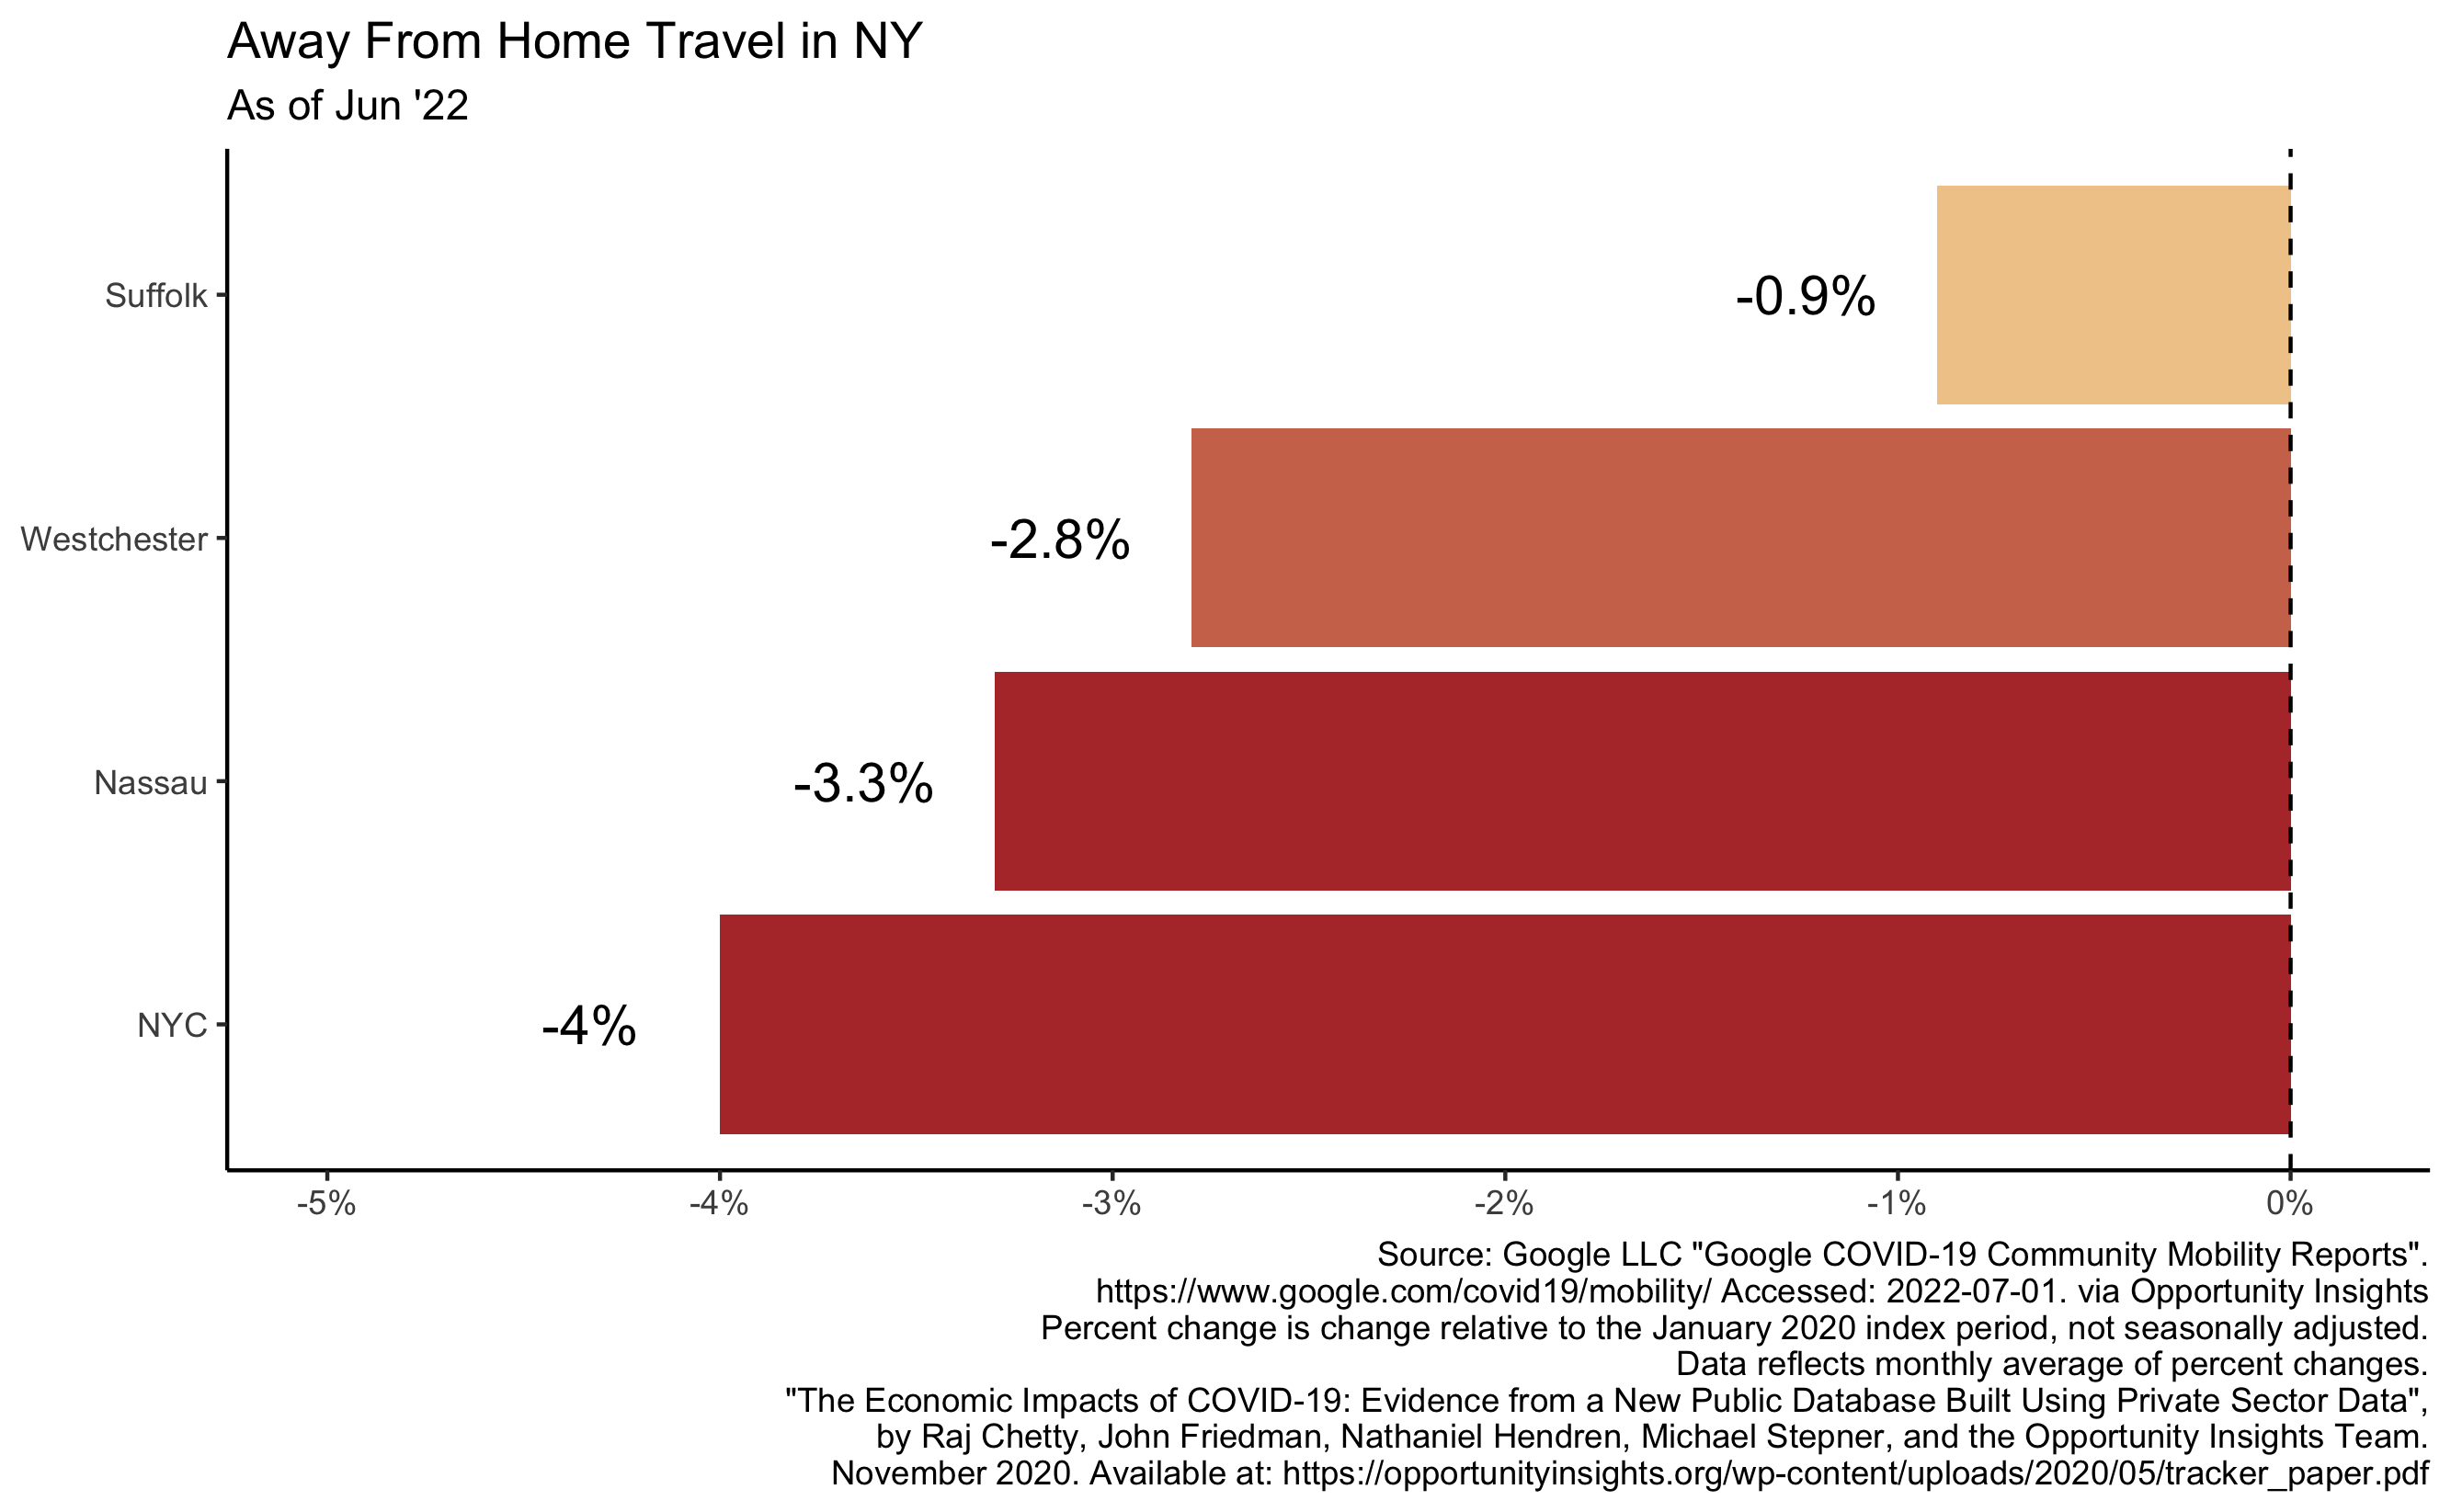 Away From Home Travel in NY
As of Jun '22
Suffolk
-0.9%
Westchester
-2.8%
Nassau
-3.3%
NYC
-4%
-5%
-4%
-3%
-2%
-1%
0%
Source: Google LLC "Google COVID-19 Community Mobility Reports".
https://www.google.com/covid19/mobility/ Accessed: 2022-07-01. via Opportunity Insights
Percent change is change relative to the January 2020 index period, not seasonally adjusted.
Data reflects monthly average of percent changes.
"The Economic Impacts of COVID-19: Evidence from a New Public Database Built Using Private Sector Data",
by Raj Chetty, John Friedman, Nathaniel Hendren, Michael Stepner, and the Opportunity Insights Team.
November 2020. Available at: https://opportunityinsights.org/wp-content/uploads/2020/05/tracker_paper.pdf